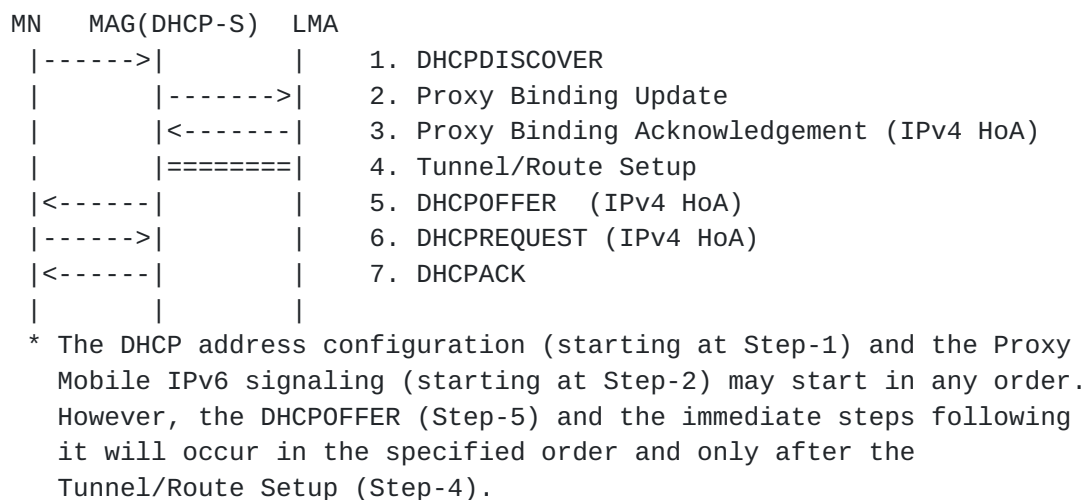 MN   MAG(DHCP-S)  LMA
 |------>|        |    1. DHCPDISCOVER
 |       |------->|    2. Proxy Binding Update
 |       |<-------|    3. Proxy Binding Acknowledgement (IPv4 HoA)
 |       |========|    4. Tunnel/Route Setup
 |<------|        |    5. DHCPOFFER  (IPv4 HoA)
 |------>|        |    6. DHCPREQUEST (IPv4 HoA)
 |<------|        |    7. DHCPACK
 |       |        |
 * The DHCP address configuration (starting at Step-1) and the Proxy
   Mobile IPv6 signaling (starting at Step-2) may start in any order.
   However, the DHCPOFFER (Step-5) and the immediate steps following
   it will occur in the specified order and only after the
   Tunnel/Route Setup (Step-4).